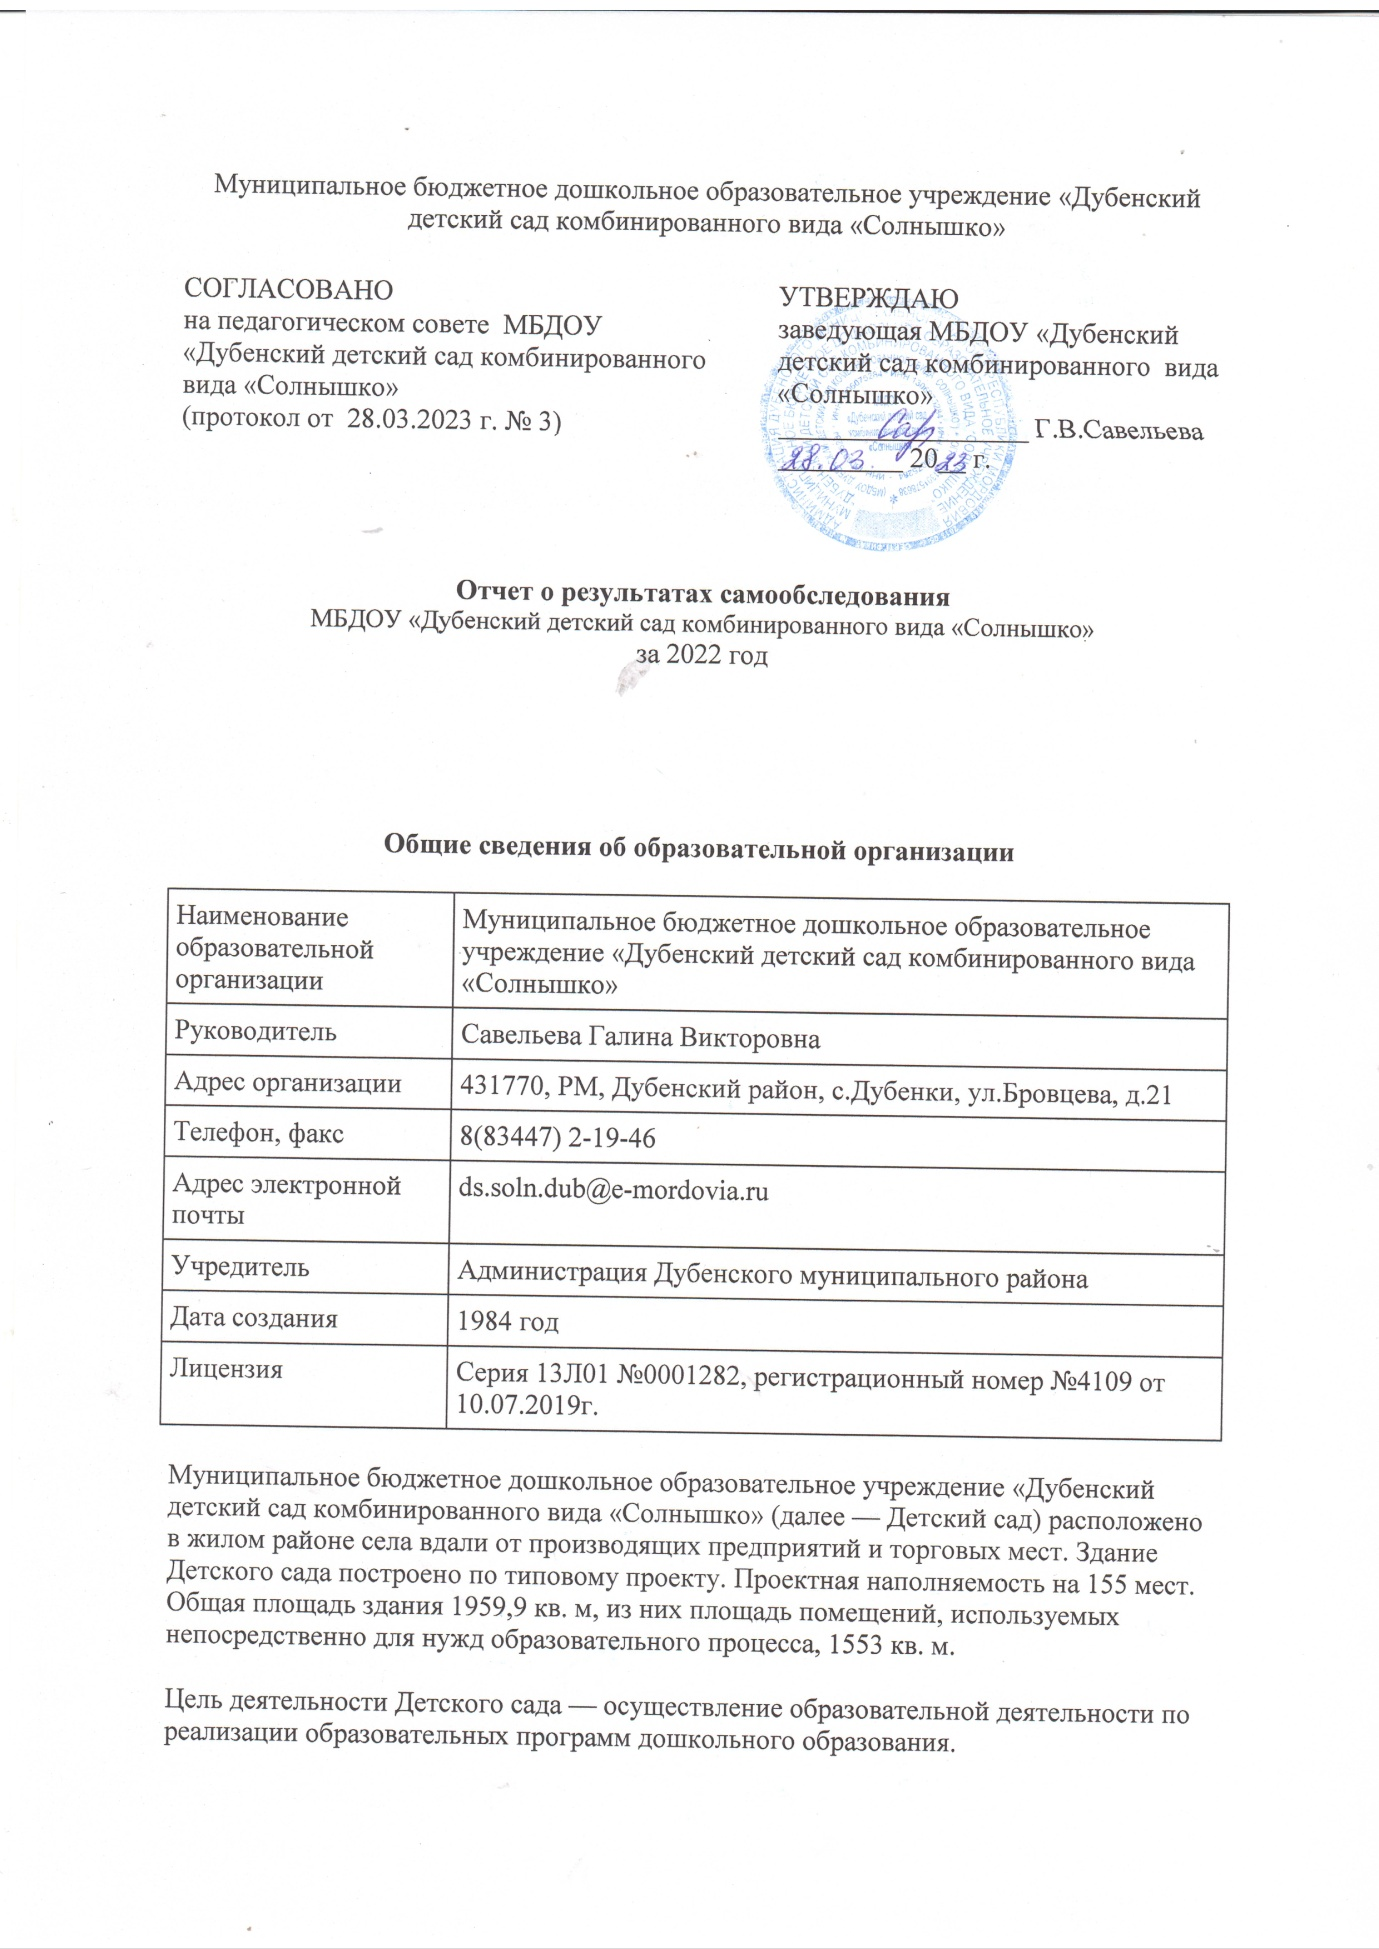 Муниципальное бюджетное дошкольное образовательное учреждение «Дубенский
детский сад комбинированного вида «Солнышко»
СОГЛАСОВАНО
на педагогическом совете МБДОУ
«Дубенский детский сад комбинированного
вида «Солнышко»
(протокол от 28.03.2023 г. № 3)
УТВЕРЖДАЮ
заведующая МБДОУ «Дубенский
детский сад комбинированного вида
«Солнышко»
Г.В.Савельева
28.03. 2023 г.
Отчет о результатах самообследования
МБДОУ «Дубенский детский сад комбинированного вида «Солнышко»
за 2022 год
Общие сведения об образовательной организации
Наименование
образовательной
организации
Муниципальное бюджетное дошкольное образовательное
учреждение «Дубенский детский сад комбинированного вида
«Солнышко»
Руководитель
Савельева Галина Викторовна
Адрес организации
431770, РМ, Дубенский район, с.Дубенки, ул.Бровцева, д.21
Телефон, факс
8(83447) 2-19-46
Адрес электронной
почты
ds.soln.dub@e-mordovia.ru
Учредитель
Администрация Дубенского муниципального района
Дата создания
1984 год
Лицензия
Серия 13Л01 №0001282, регистрационный номер №4109 от
10.07.2019г.
Муниципальное бюджетное дошкольное образовательное учреждение «Дубенский
детский сад комбинированного вида «Солнышко» (далее — Детский сад) расположено
в жилом районе села вдали от производящих предприятий и торговых мест. Здание
Детского сада построено по типовому проекту. Проектная наполняемость на 155 мест.
Общая площадь здания 1959,9 кв. м, из них площадь помещений, используемых
непосредственно для нужд образовательного процесса, 1553 кв. м.
Цель деятельности Детского сада — осуществление образовательной деятельности по
реализации образовательных программ дошкольного образования.